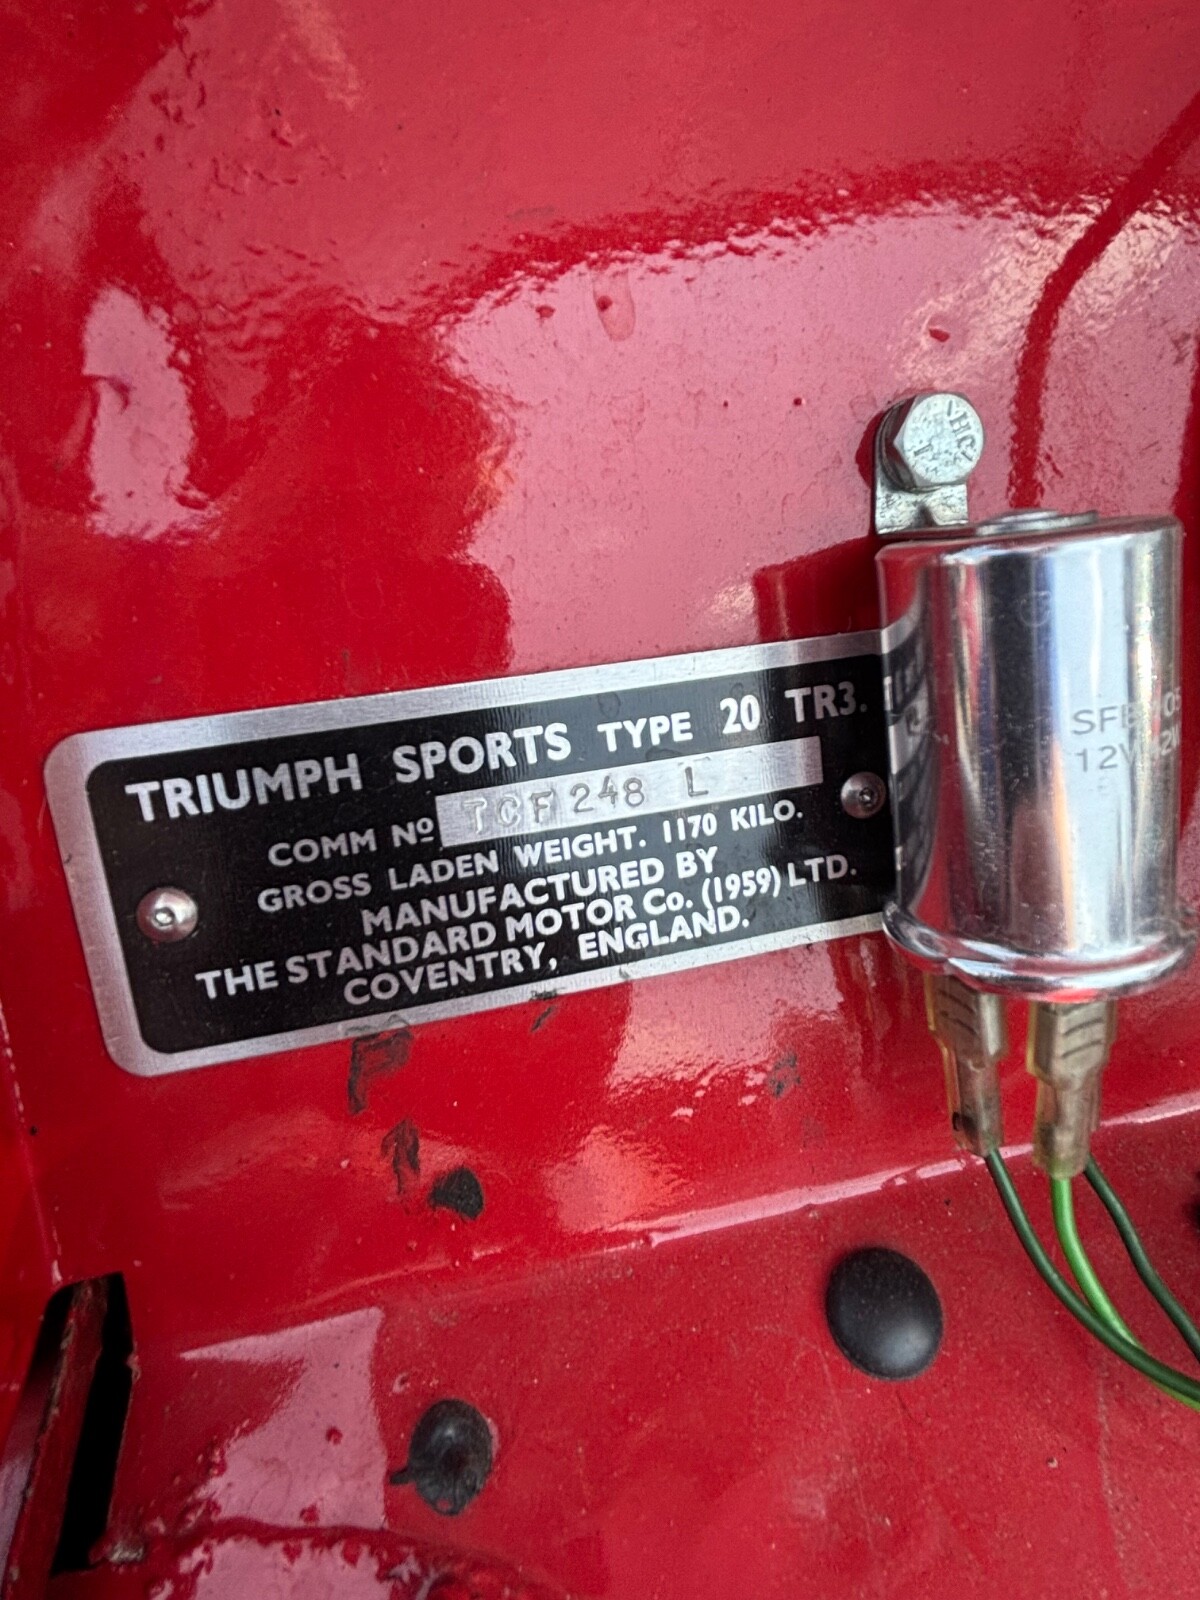 TRIUMPH SPORTS TYPE 20 TR3.
COMM Nº TCF 248 L
GROSS LADEN WEIGHT. 1170 KILO.
MANUFACTURED BY
THE STANDARD MOTOR Co. (1959) LTD.
COVENTRY, ENGLAND.
12V